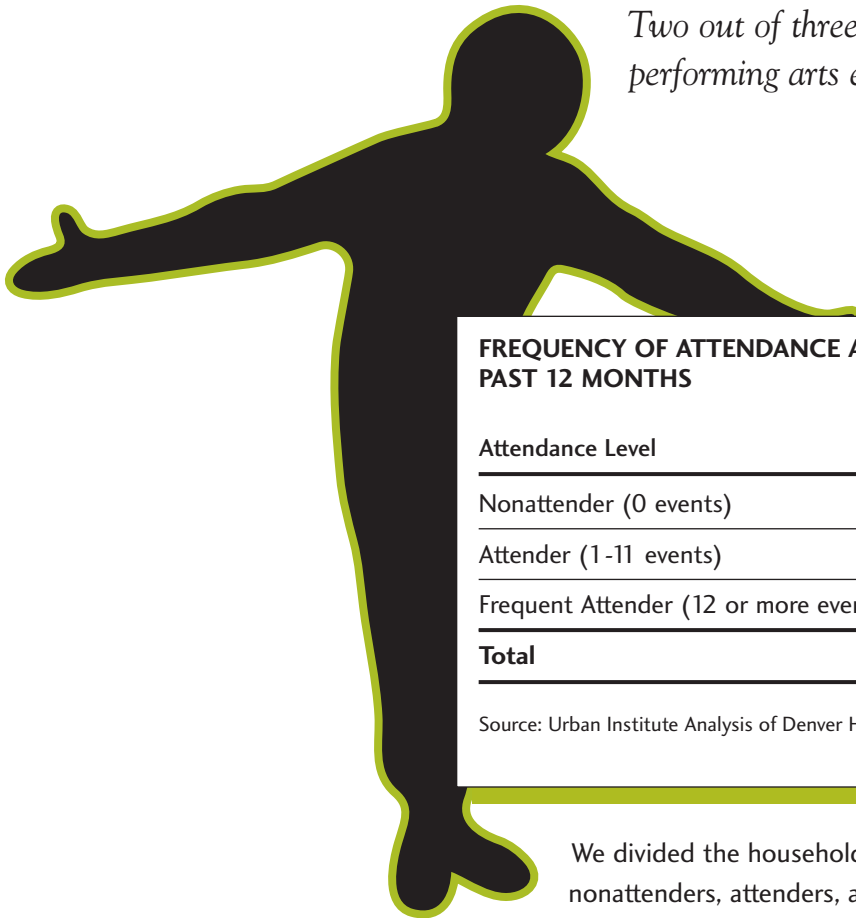 Two out of three
performing arts
FREQUENCY OF ATTENDANCE
PAST 12 MONTHS
Attendance Level
Nonattender (0 events)
Attender (1-11 events)
Frequent Attender (12 or more
Total
Source: Urban Institute Analysis of Denver
We divided the
nonattenders, attenders,